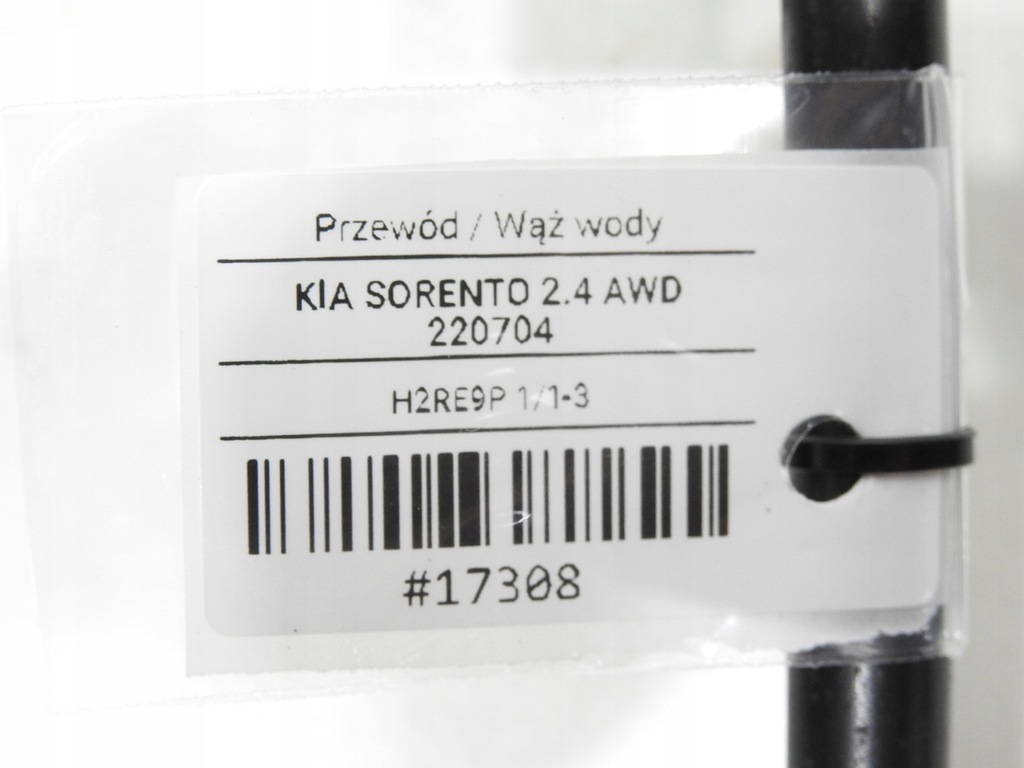 Przewód / Wąż wody
KIA SORENTO 2.4 AWD
220704
H2RE9P 1/1-3
#17308